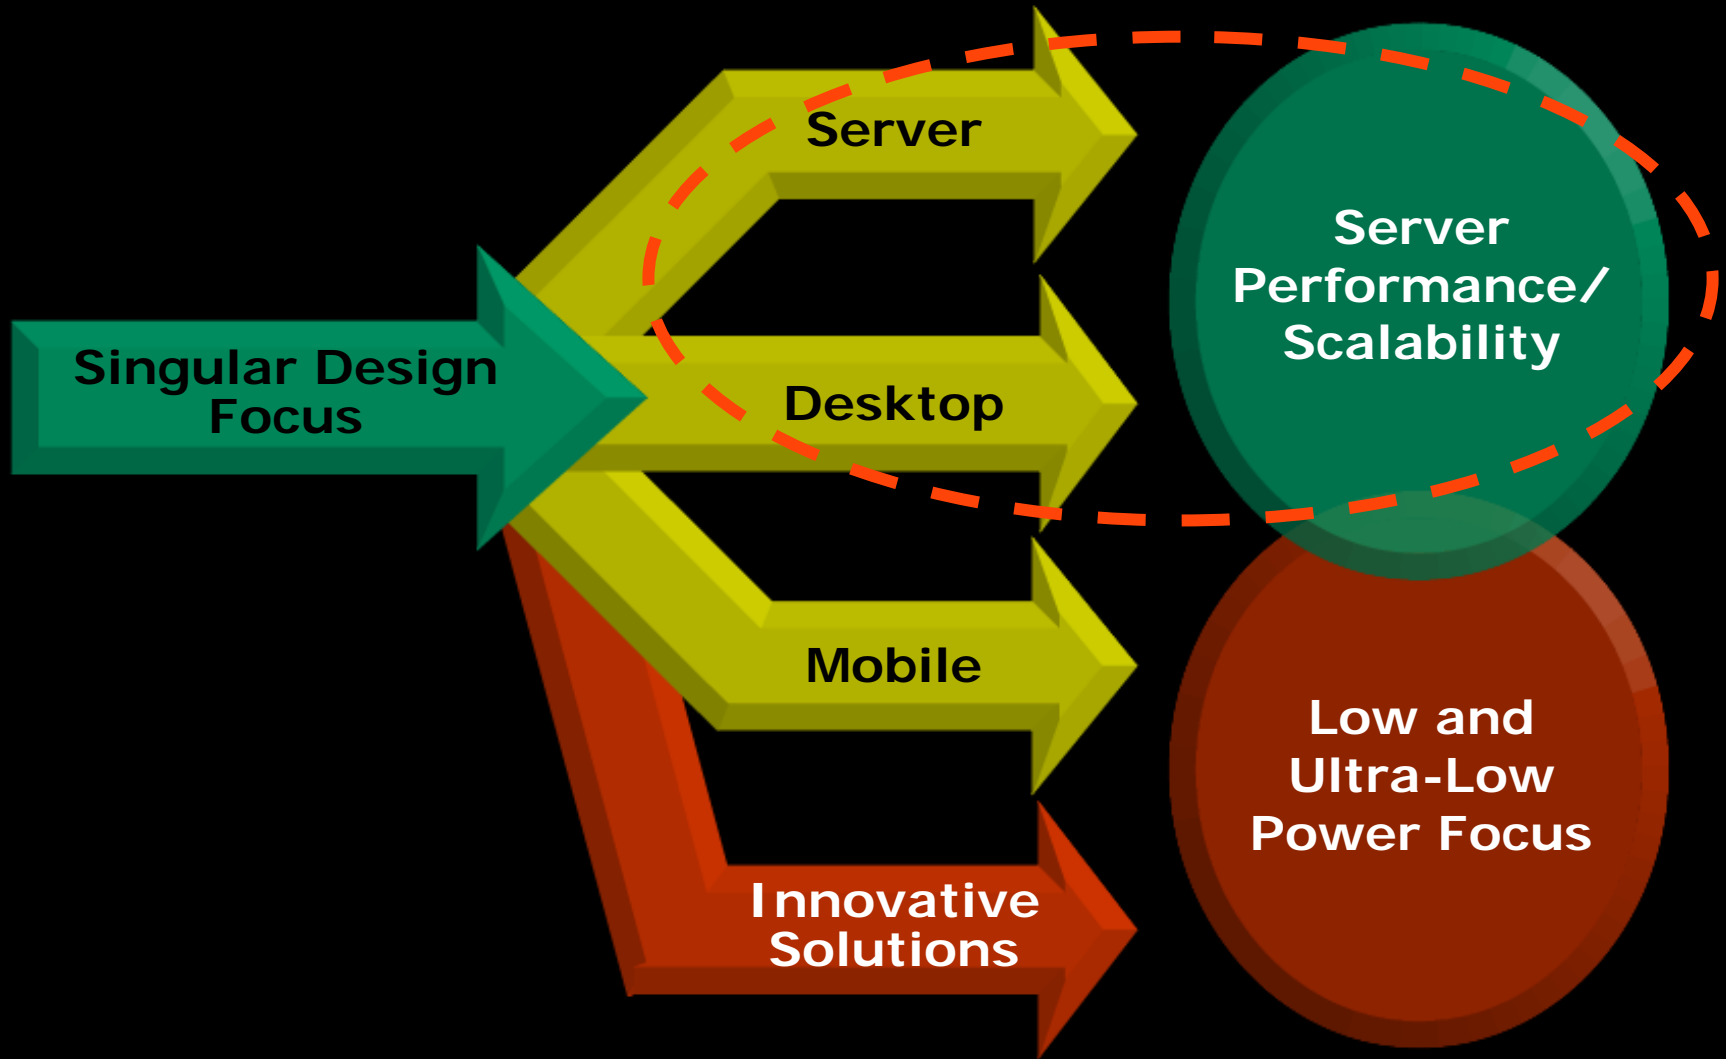 Singular Design
Focus
Server
Desktop
Mobile
Innovative
Solutions
Server
Performance/
Scalability
Low and
Ultra-Low
Power Focus